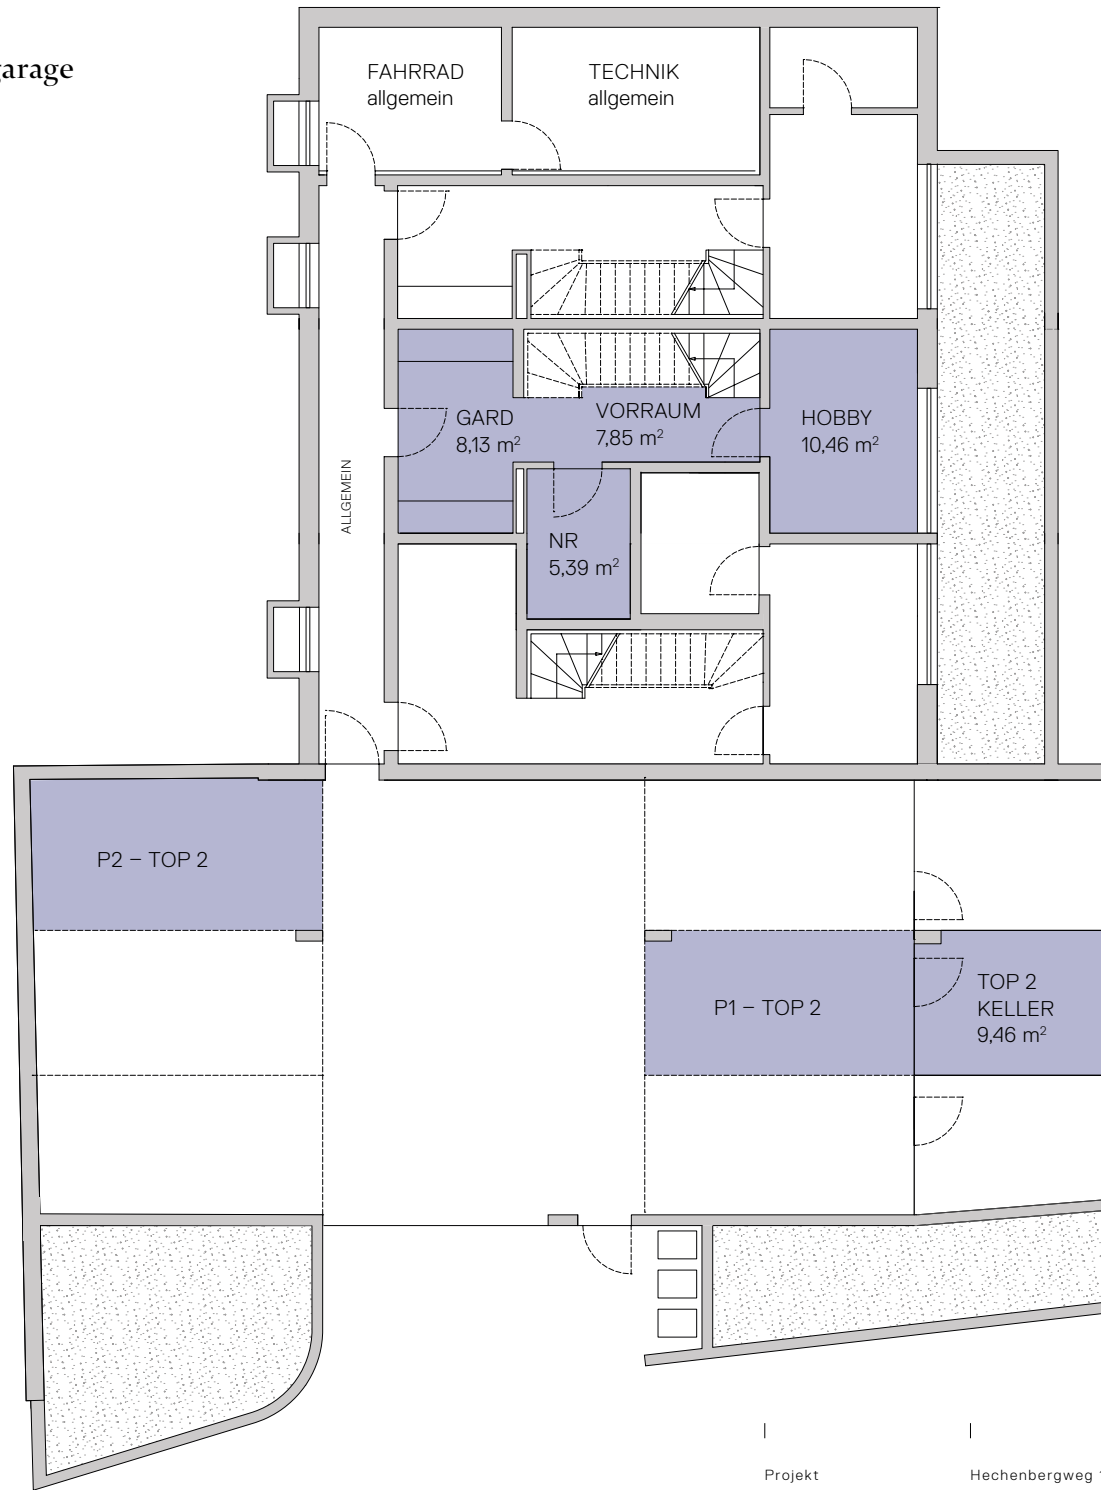 garage
FAHRRAD
allgemein
TECHNIK
allgemein
GARD
8,13 m²
VORRAUM
7,85 m²
HOBBY
10,46 m²
ALLGEMEIN
NR
5,39 m²
P2 – TOP 2
P1 – TOP 2
TOP 2
KELLER
9,46 m²
Projekt
Hechenbergweg